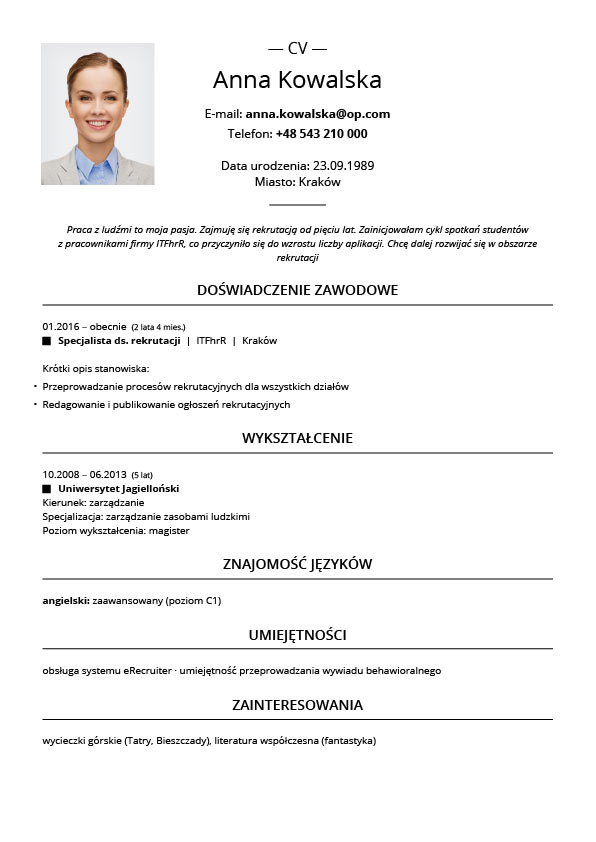 — CV —
Anna Kowalska
E-mail: anna.kowalska@op.com
Telefon: +48 543 210 000
Data urodzenia: 23.09.1989
Miasto: Kraków
Praca z ludźmi to moja pasja. Zajmuję się rekrutacją od pięciu lat. Zainicjowałam cykl spotkań studentów
z pracownikami firmy ITFhrR, co przyczyniło się do wzrostu liczby aplikacji. Chcę dalej rozwijać się w obszarze
rekrutacji
DOŚWIADCZENIE ZAWODOWE
01.2016 – obecnie (2 lata 4 mies.)
■ Specjalista ds. rekrutacji | ITFhrR | Kraków
Krótki opis stanowiska:
• Przeprowadzanie procesów rekrutacyjnych dla wszystkich działów
• Redagowanie i publikowanie ogłoszeń rekrutacyjnych
WYKSZTAŁCENIE
10.2008 – 06.2013 (5 lat)
■ Uniwersytet Jagielloński
Kierunek: zarządzanie
Specjalizacja: zarządzanie zasobami ludzkimi
Poziom wykształcenia: magister
ZNAJOMOŚĆ JĘZYKÓW
angielski: zaawansowany (poziom C1)
UMIEJĘTNOŚCI
obsługa systemu eRecruiter · umiejętność przeprowadzania wywiadu behawioralnego
ZAINTERESOWANIA
wycieczki górskie (Tatry, Bieszczady), literatura współczesna (fantastyka)